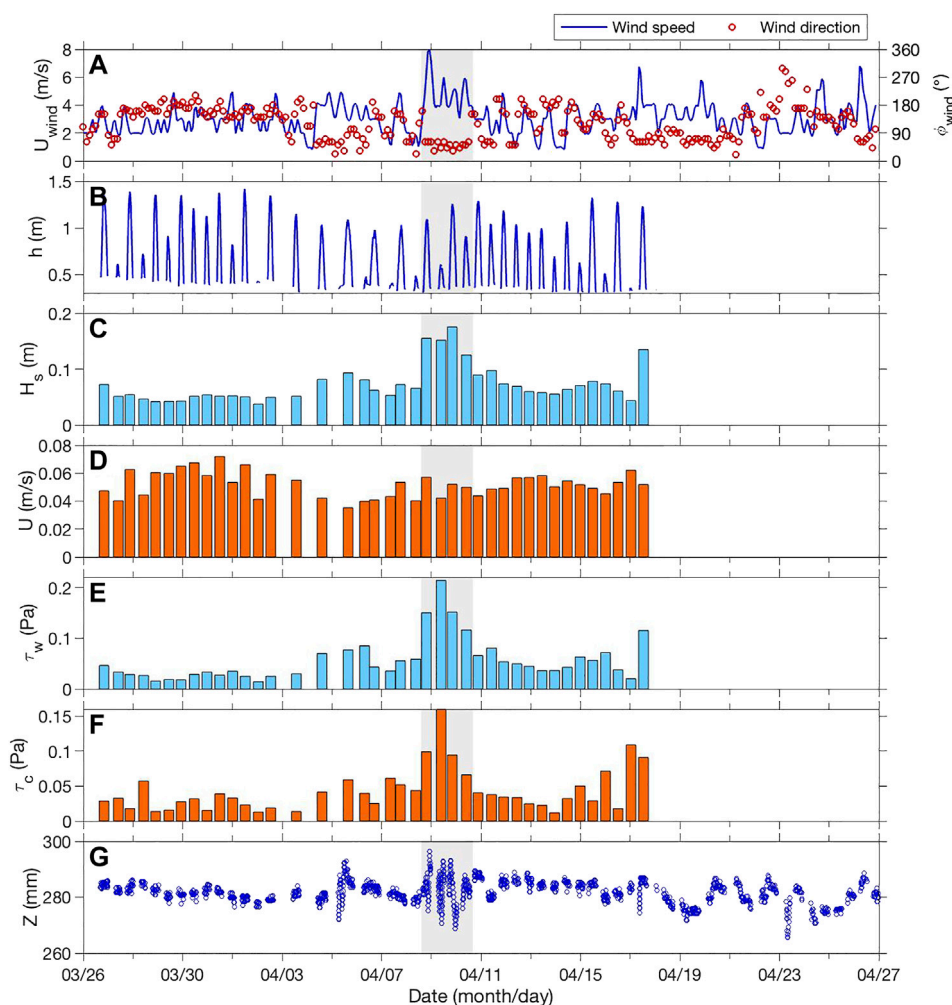 Wind speed Wind direction
A
8
6
4
2
0
U_wind (m/s)
360
270
180
90
0
φ_wind (°)
B
1.5
1
0.5
h (m)
C
0.2
0.1
0
H_s (m)
D
0.08
0.06
0.04
0.02
0
U (m/s)
E
0.2
0.1
0
τ_w (Pa)
F
0.15
0.1
0.05
0
τ_c (Pa)
G
300
280
260
Z (mm)
03/26 03/30 04/03 04/07 04/11 04/15 04/19 04/23 04/27
Date (month/day)